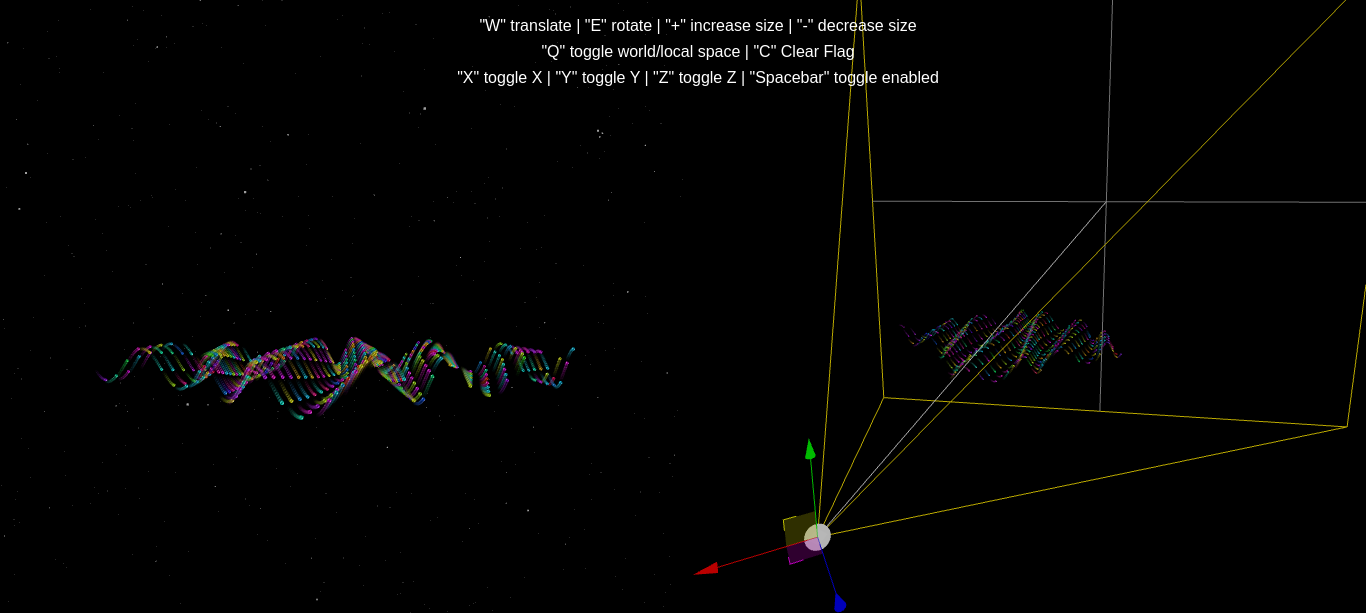 "W" translate | "E" rotate | "+" increase size | "-" decrease size
"Q" toggle world/local space | "C" Clear Flag
"X" toggle X | "Y" toggle Y | "Z" toggle Z | "Spacebar" toggle enabled